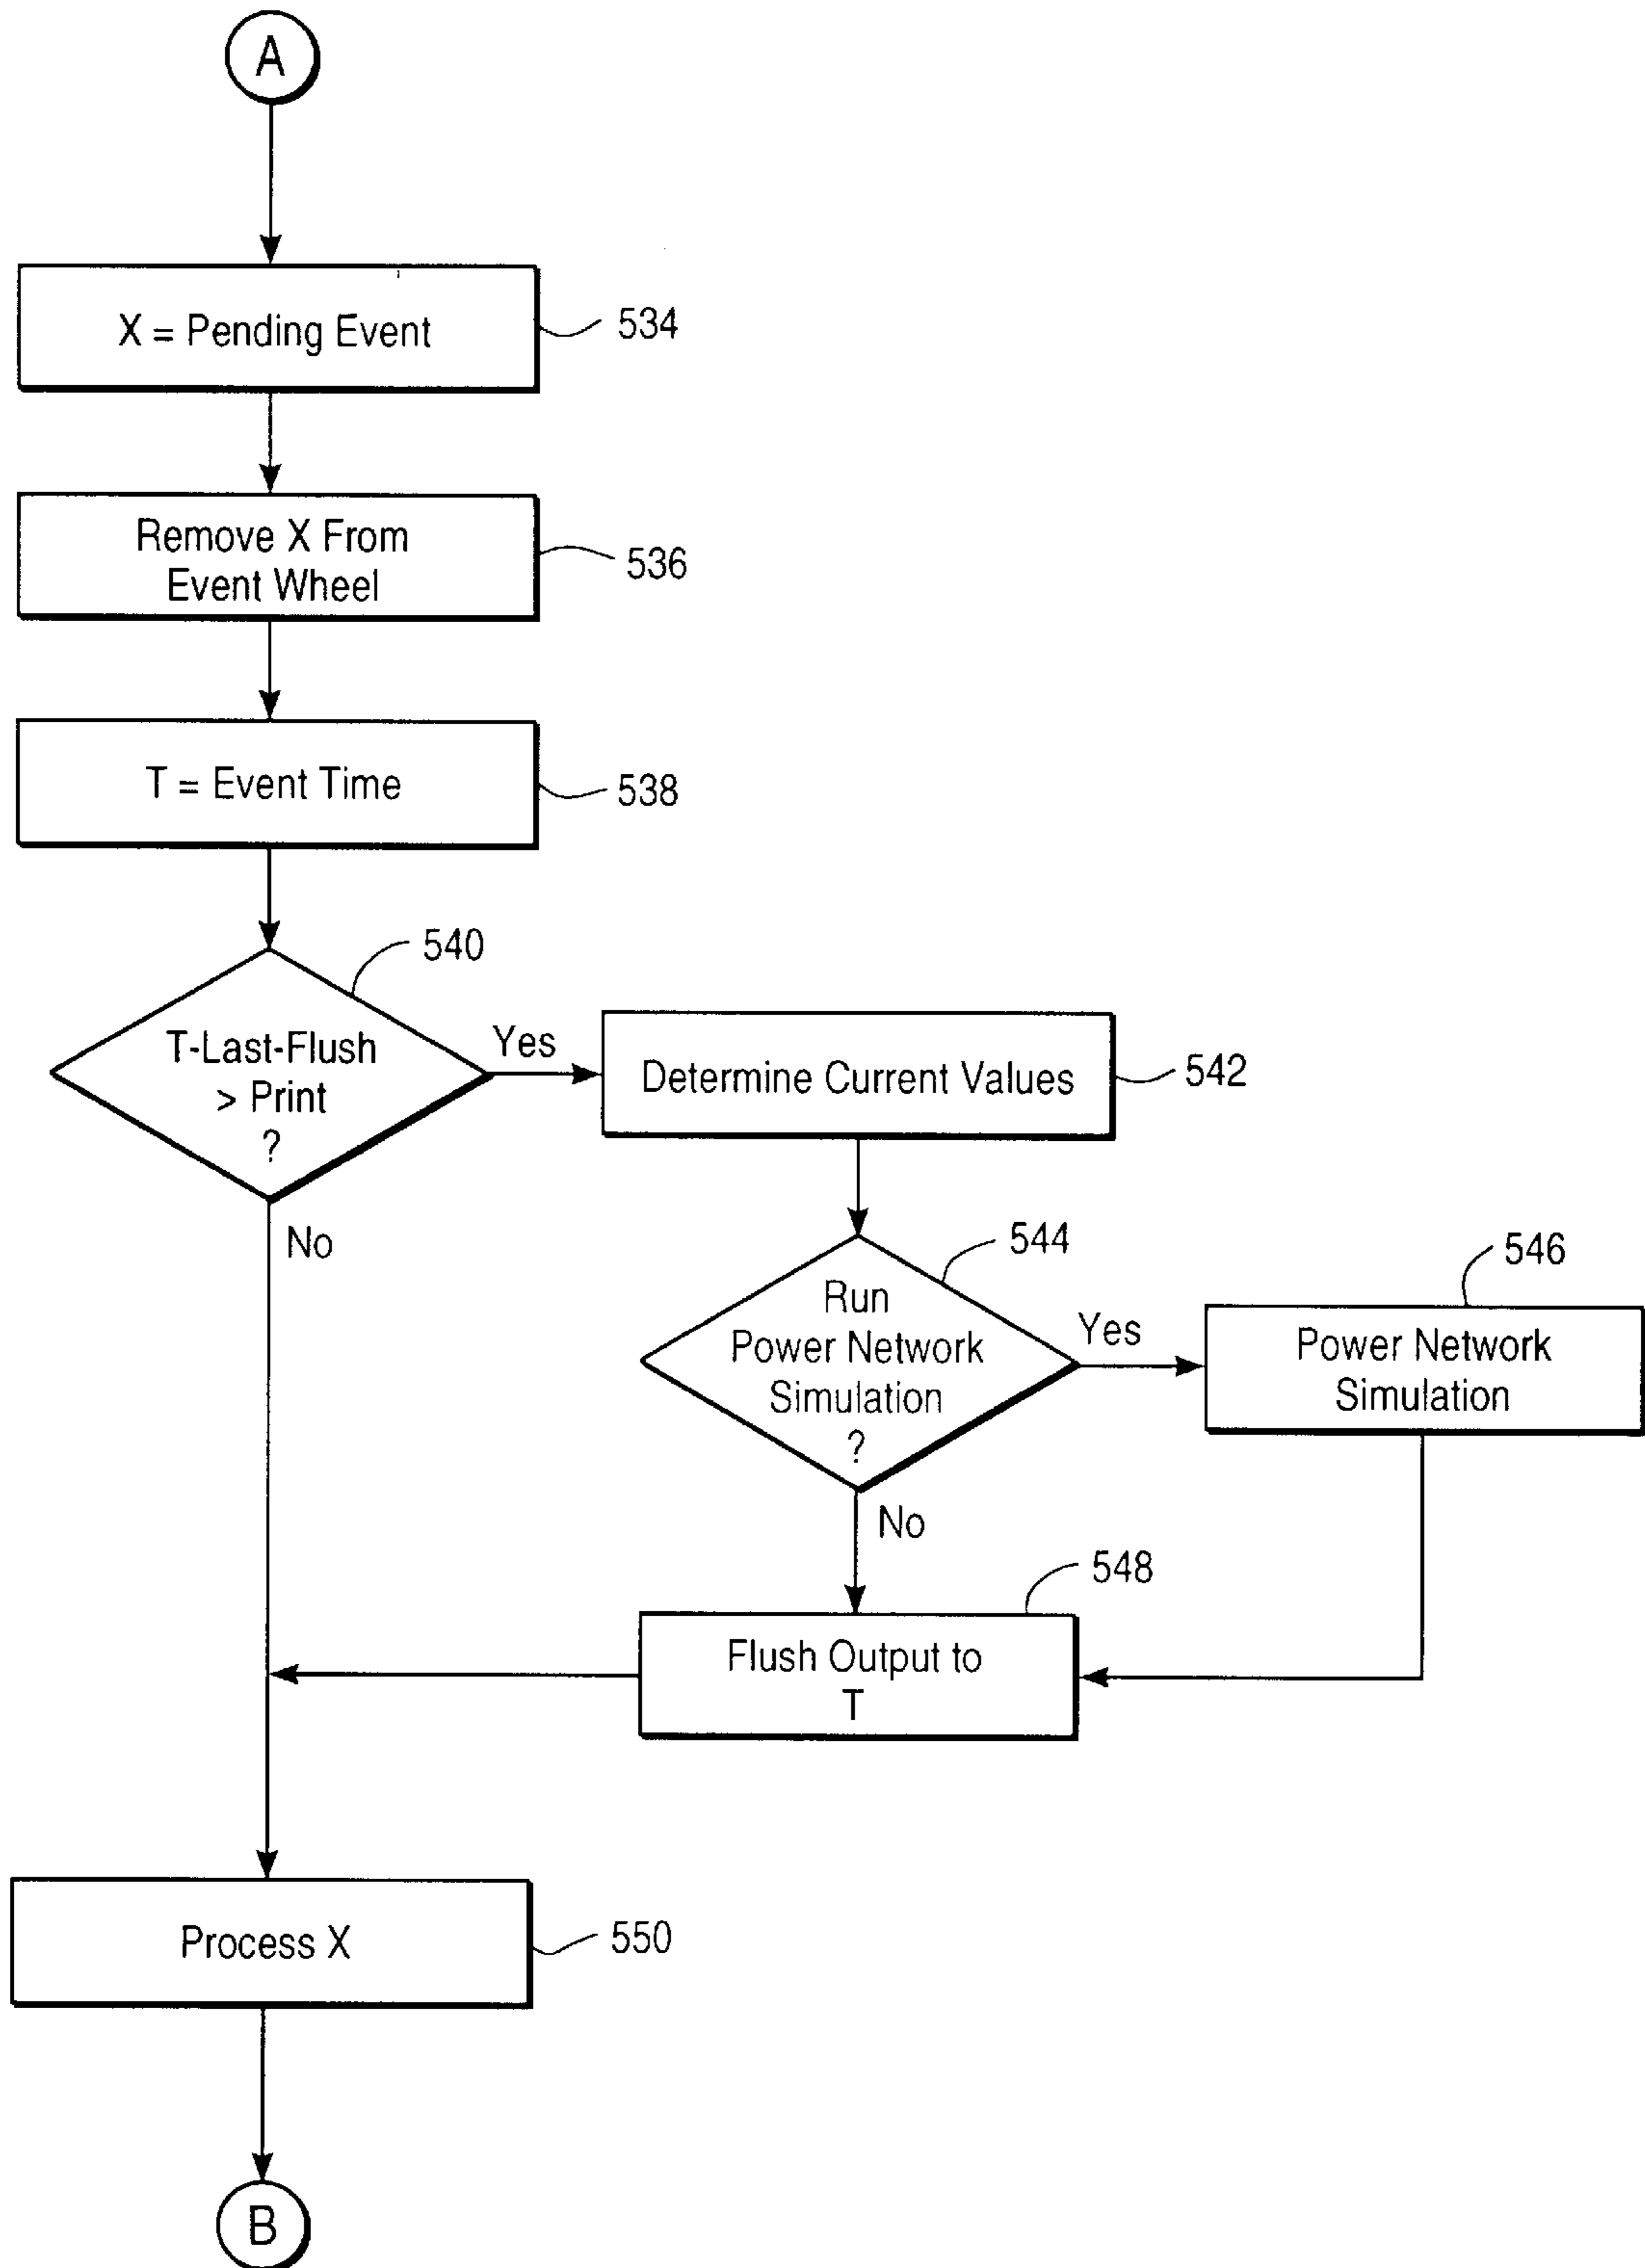 A
X = Pending Event
534
Remove X From
Event Wheel
536
T = Event Time
538
540
T-Last-Flush
> Print
?
Yes
No
Determine Current Values
542
544
Run
Power Network
Simulation
?
Yes
No
546
Power Network
Simulation
548
Flush Output to
T
Process X
550
B